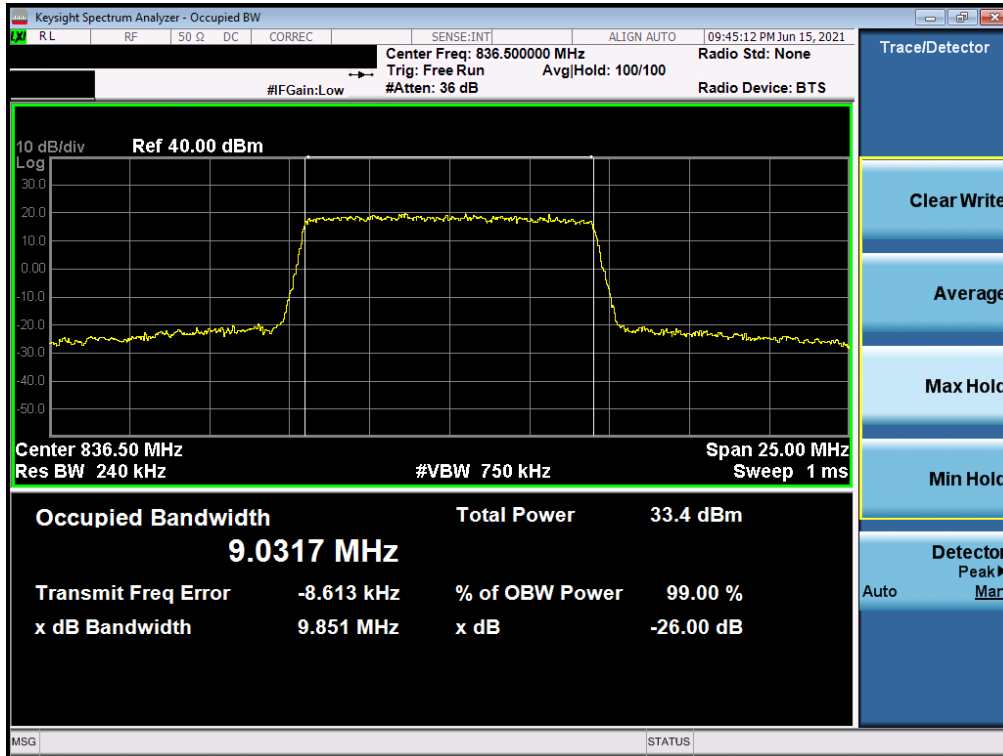 Keysight Spectrum Analyzer - Occupied BW
LXI RL RF 50 Ω DC CORREC SENSE:INT ALIGN AUTO 09:45:12 PM Jun 15, 2021
Center Freq: 836.500000 MHz Radio Std: None
Trig: Free Run Avg|Hold: 100/100
#IFGain:Low #Atten: 36 dB Radio Device: BTS
10 dB/div Ref 40.00 dBm
Log
30.0
20.0
10.0
0.00
-10.0
-20.0
-30.0
-40.0
-50.0
Center 836.50 MHz Span 25.00 MHz
Res BW 240 kHz #VBW 750 kHz Sweep 1 ms
Occupied Bandwidth Total Power 33.4 dBm
9.0317 MHz
Transmit Freq Error -8.613 kHz % of OBW Power 99.00 %
x dB Bandwidth 9.851 MHz x dB -26.00 dB
MSG STATUS
Trace/Detector
Clear Write
Average
Max Hold
Min Hold
Detector
Peak▶
Auto Man